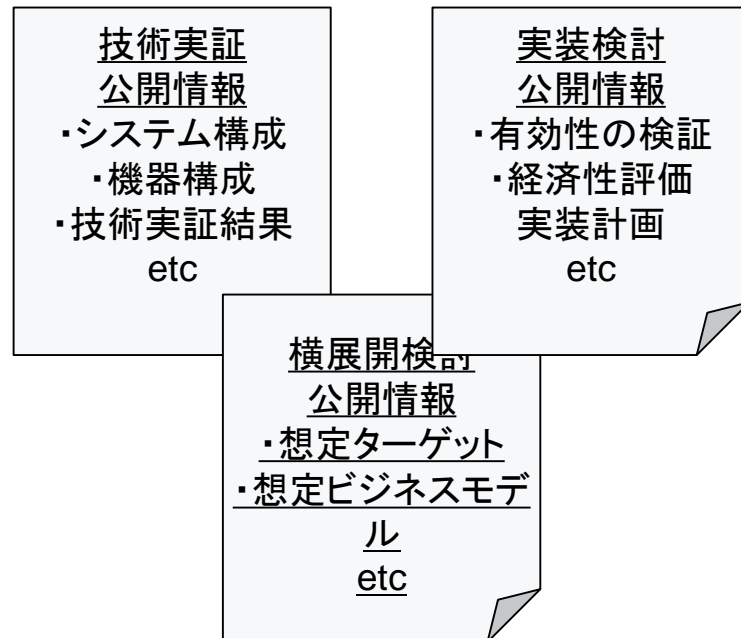 技術実証
公開情報
・システム構成
・機器構成
・技術実証結果
etc
実装検討
公開情報
・有効性の検証
・経済性評価
実装計画
etc
横展開検討
公開情報
・想定ターゲット
・想定ビジネスモデ
ル
etc